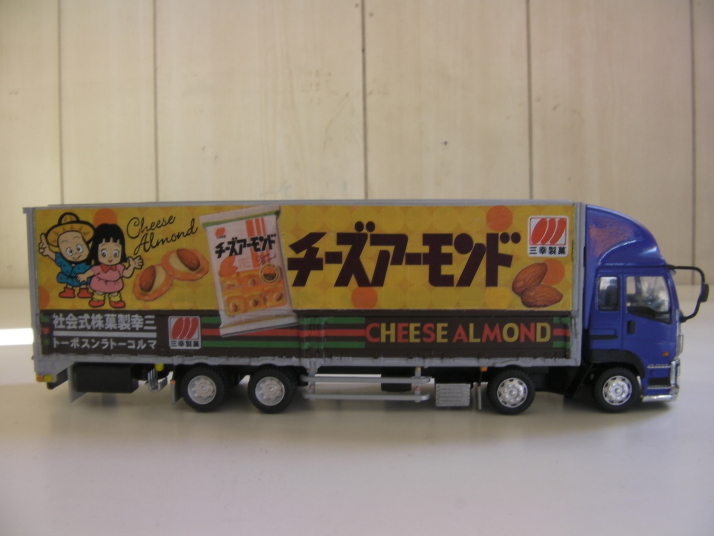 Cheese
Almond
チーズアーモンド
チーズアーモンド
三幸製菓
社会式株菓製幸三
三幸製菓
トーポスンラトーコルマ
CHEESE ALMOND